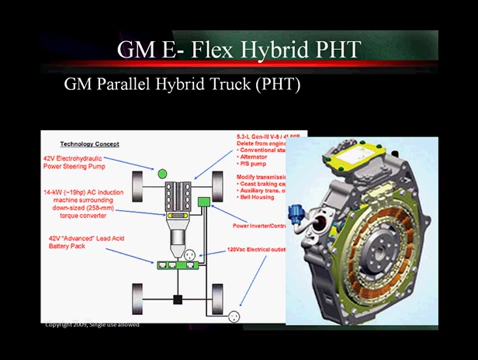 GM E- Flex Hybrid PHT
GM Parallel Hybrid Truck (PHT)
Technology Concept
42V Electrohydraulic
Power Steering Pump
14-kW (~19hp) AC induction
machine surrounding
down-sized (258-mm)
torque converter
42V "Advanced" Lead Acid
Battery Pack
5.3-L Gen-III V-8 /
Delete from engin
• Conventional sta
• Alternator
• P/S pump
Modify transmiss
• Coast braking ca
• Auxiliary trans. o
• Bell Housing
Power Inverter/Contr
120Vac Electrical outlet
Copyright 2009, Single use allowed